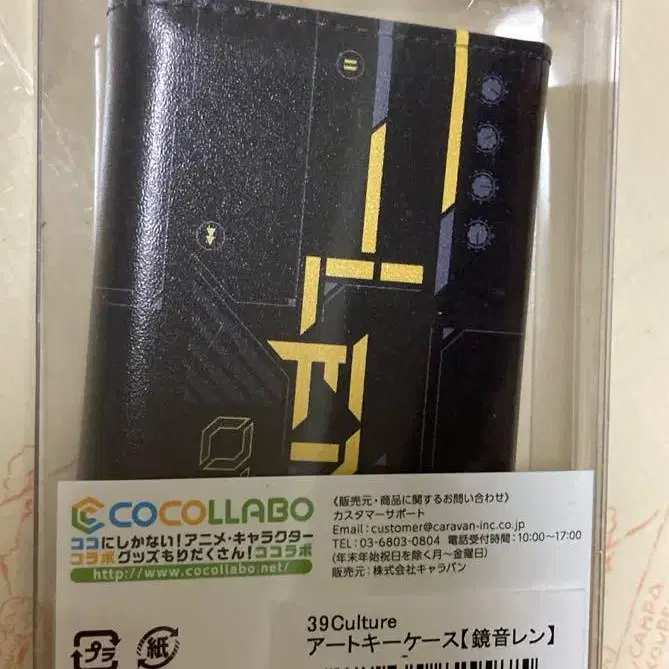 LEN
COCOLLABO
ココにしかない!アニメ・キャラクター
コラボグッズもりだくさん!ココラボ
http://www.cocollabo.net/
《販売元・商品に関するお問い合わせ》
カスタマーサポート
Email:customer@caravan-inc.co.jp
TEL:03-6803-0804 電話受付時間:10:00~17:00
(年末年始祝日を除く月~金曜日)
販売元:株式会社キャラバン
39Culture
アートキーケース【鏡音レン】
プラ
紙